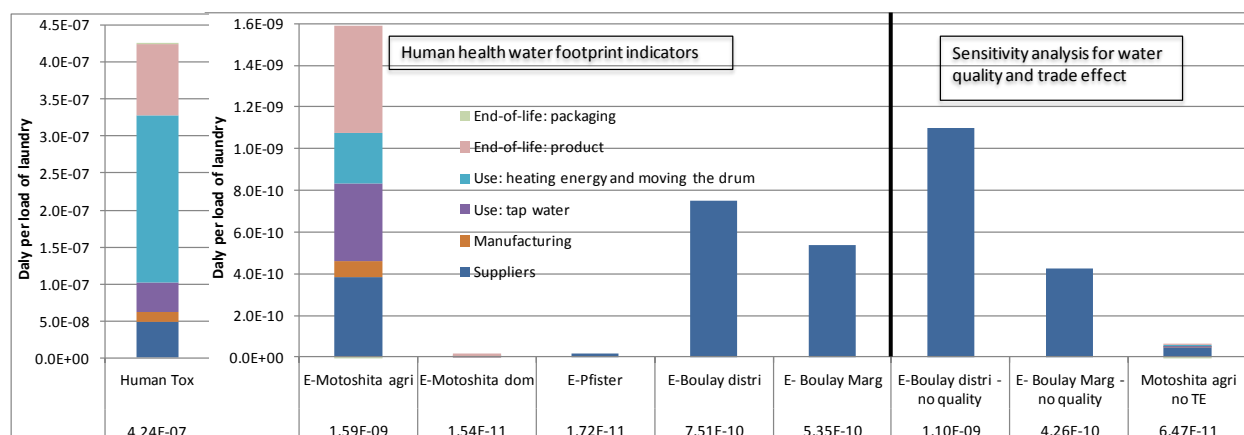 Daly per load of laundry
4.5E-07
4.0E-07
3.5E-07
3.0E-07
2.5E-07
2.0E-07
1.5E-07
1.0E-07
5.0E-08
0.0E+00
Human Tox
4.24E-07
Daly per load of laundry
1.6E-09
1.4E-09
1.2E-09
1.0E-09
8.0E-10
6.0E-10
4.0E-10
2.0E-10
0.0E+00
Human health water footprint indicators
Sensitivity analysis for water
quality and trade effect
End-of-life: packaging
End-of-life: product
Use: heating energy and moving the drum
Use: tap water
Manufacturing
Suppliers
E-Motoshita agri
E-Motoshita dom
E-Pfister
E-Boulay distri
E- Boulay Marg
E-Boulay distri -
no quality
E- Boulay Marg -
no quality
Motoshita agri
no TE
1.59E-09
1.54E-11
1.72E-11
7.51E-10
5.35E-10
1.10E-09
4.26E-10
6.47E-11